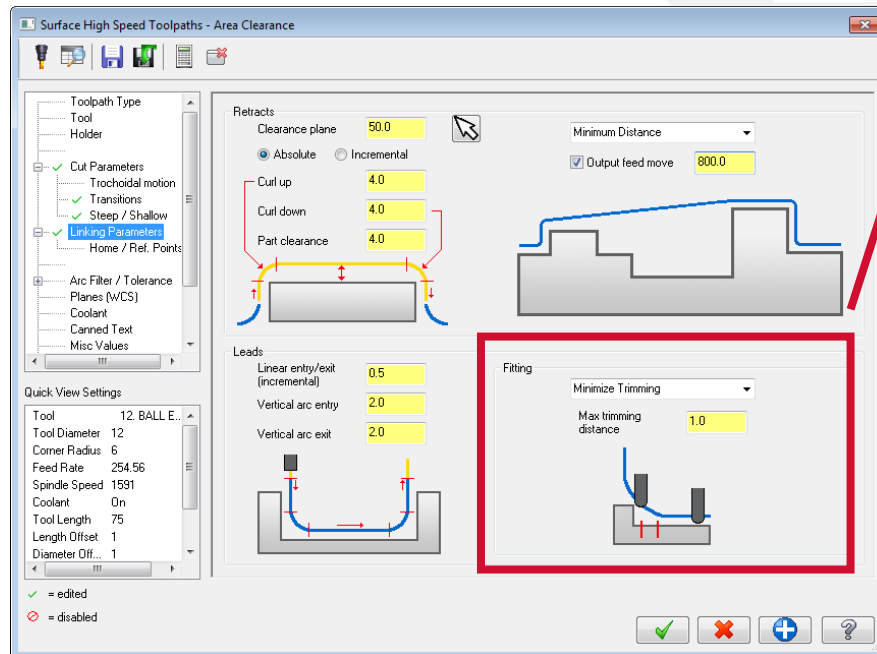 Surface High Speed Toolpaths - Area Clearance
Toolpath Type
Tool
Holder
Cut Parameters
Trochoidal motion
Transitions
Steep / Shallow
Linking Parameters
Home / Ref. Points
Arc Filter / Tolerance
Planes (WCS)
Coolant
Canned Text
Misc Values
Quick View Settings
Tool 12. BALL E...
Tool Diameter 12
Corner Radius 6
Feed Rate 254.56
Spindle Speed 1591
Coolant On
Tool Length 75
Length Offset 1
Diameter Off... 1
= edited
= disabled
Retracts
Clearance plane 50.0
Absolute Incremental
Curl up 4.0
Curl down 4.0
Part clearance 4.0
Minimum Distance
Output feed move 800.0
Leads
Linear entry/exit 0.5
(incremental)
Vertical arc entry 2.0
Vertical arc exit 2.0
Fitting
Minimize Trimming
Max trimming 1.0
distance